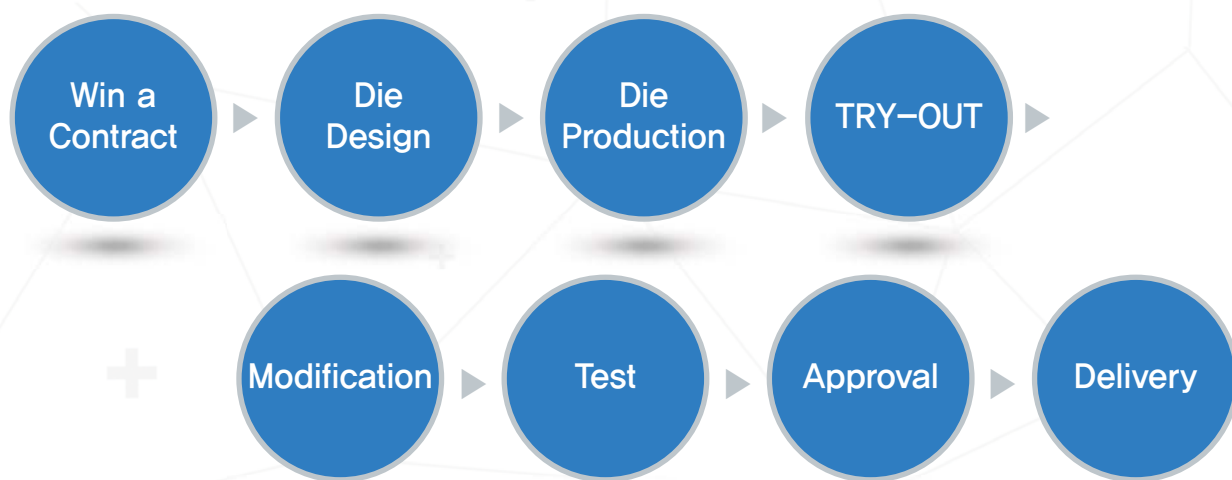 Win a
Contract
Die
Design
Die
Production
TRY-OUT
Modification
Test
Approval
Delivery